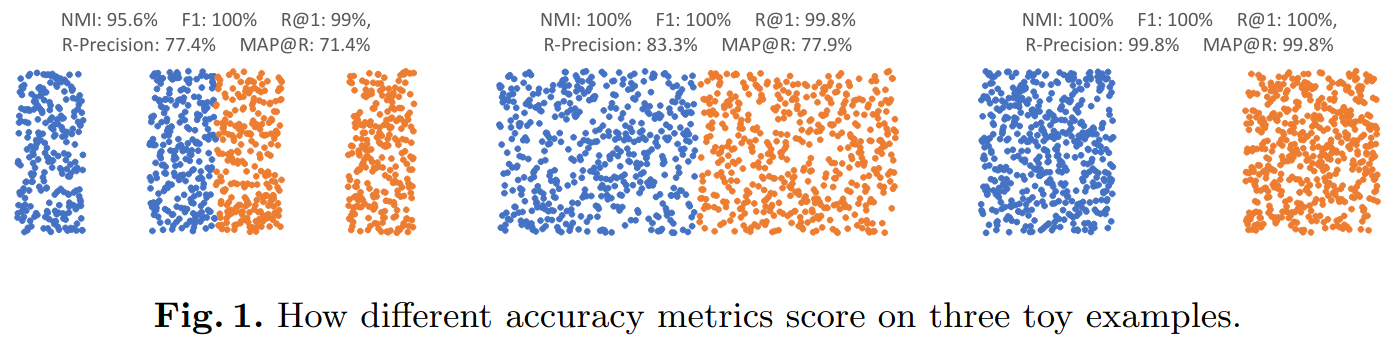 NMI: 95.6% F1: 100% R@1: 99%,
R-Precision: 77.4% MAP@R: 71.4%
NMI: 100% F1: 100% R@1: 99.8%
R-Precision: 83.3% MAP@R: 77.9%
NMI: 100% F1: 100% R@1: 100%,
R-Precision: 99.8% MAP@R: 99.8%
Fig. 1. How different accuracy metrics score on three toy examples.